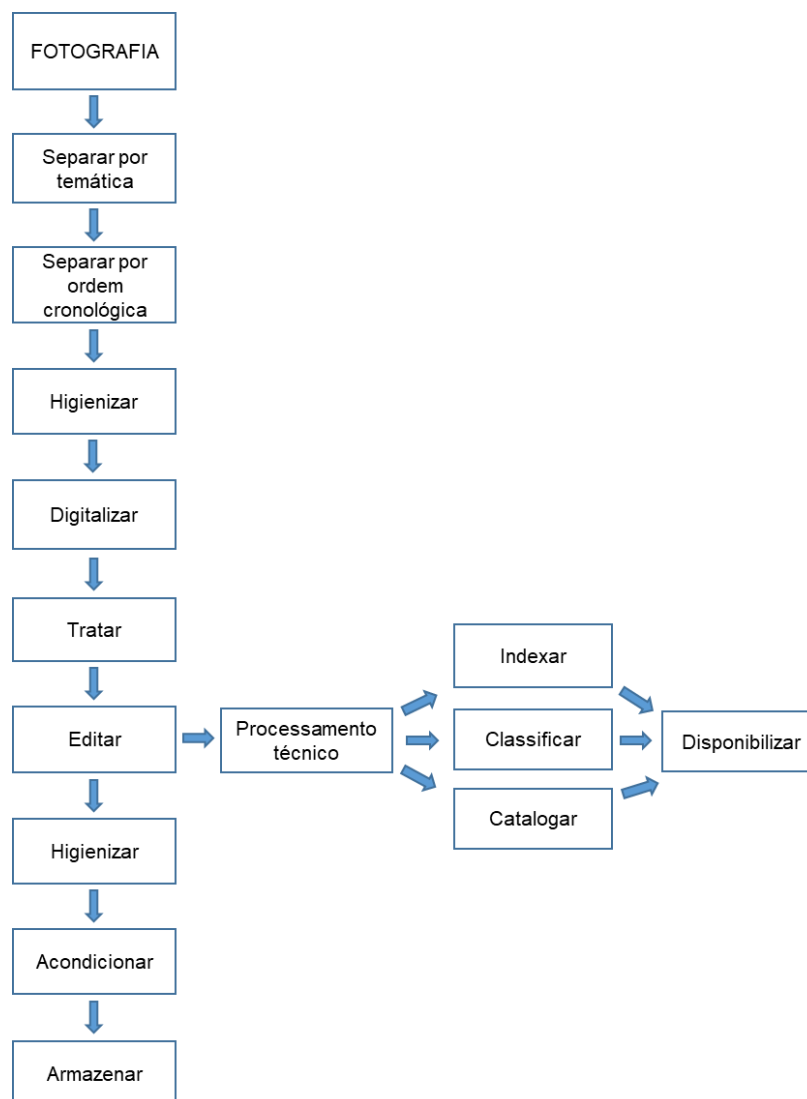 FOTOGRAFIA
Separar por
temática
Separar por
ordem
cronológica
Higienizar
Digitalizar
Tratar
Editar
Processamento
técnico
Indexar
Classificar
Catalogar
Disponibilizar
Higienizar
Acondicionar
Armazenar